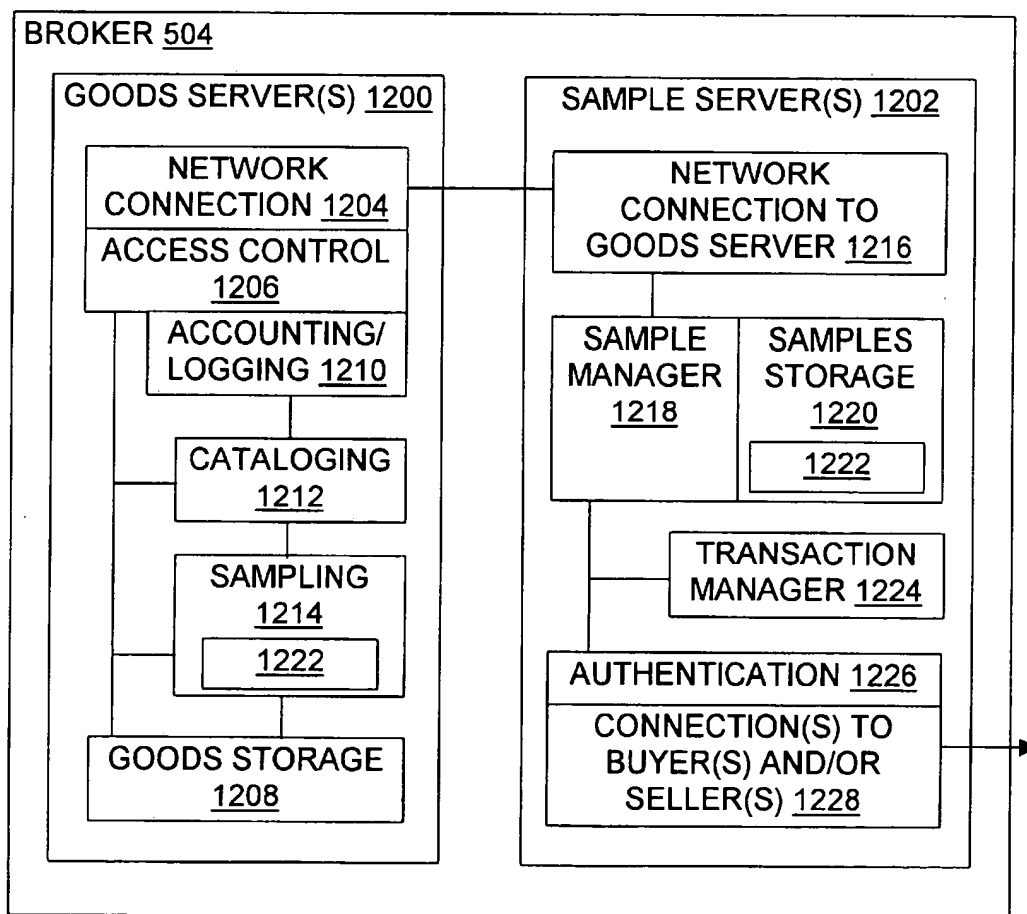 BROKER 504
GOODS SERVER(S) 1200
NETWORK
CONNECTION 1204
ACCESS CONTROL
1206
ACCOUNTING/
LOGGING 1210
CATALOGING
1212
SAMPLING
1214
1222
GOODS STORAGE
1208
SAMPLE SERVER(S) 1202
NETWORK
CONNECTION TO
GOODS SERVER 1216
SAMPLE
MANAGER
1218
SAMPLES
STORAGE
1220
1222
TRANSACTION
MANAGER 1224
AUTHENTICATION 1226
CONNECTION(S) TO
BUYER(S) AND/OR
SELLER(S) 1228